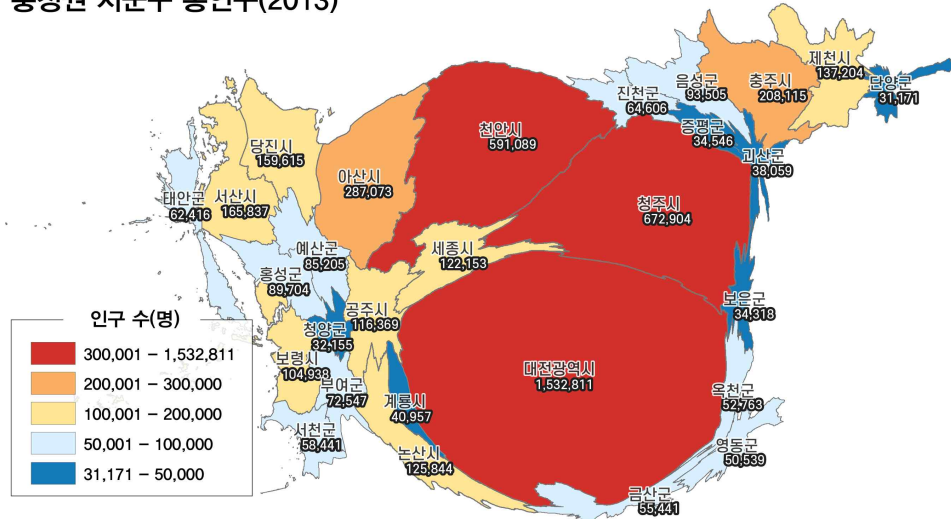 충청권 시군구 총인구(2013)
제천시
137,204
단양군
31,171
충주시
208,115
음성군
93,505
진천군
64,606
증평군
34,546
괴산군
38,059
천안시
591,089
당진시
159,615
아산시
287,073
태안군
62,416
서산시
165,837
청주시
672,904
세종시
122,153
예산군
85,205
홍성군
89,704
보은군
34,318
공주시
116,369
청양군
32,155
보령시
104,938
부여군
72,547
대전광역시
1,532,811
계룡시
40,957
옥천군
52,763
서천군
58,441
논산시
125,844
영동군
50,539
금산군
55,441
인구 수(명)
300,001 – 1,532,811
200,001 – 300,000
100,001 – 200,000
50,001 – 100,000
31,171 – 50,000